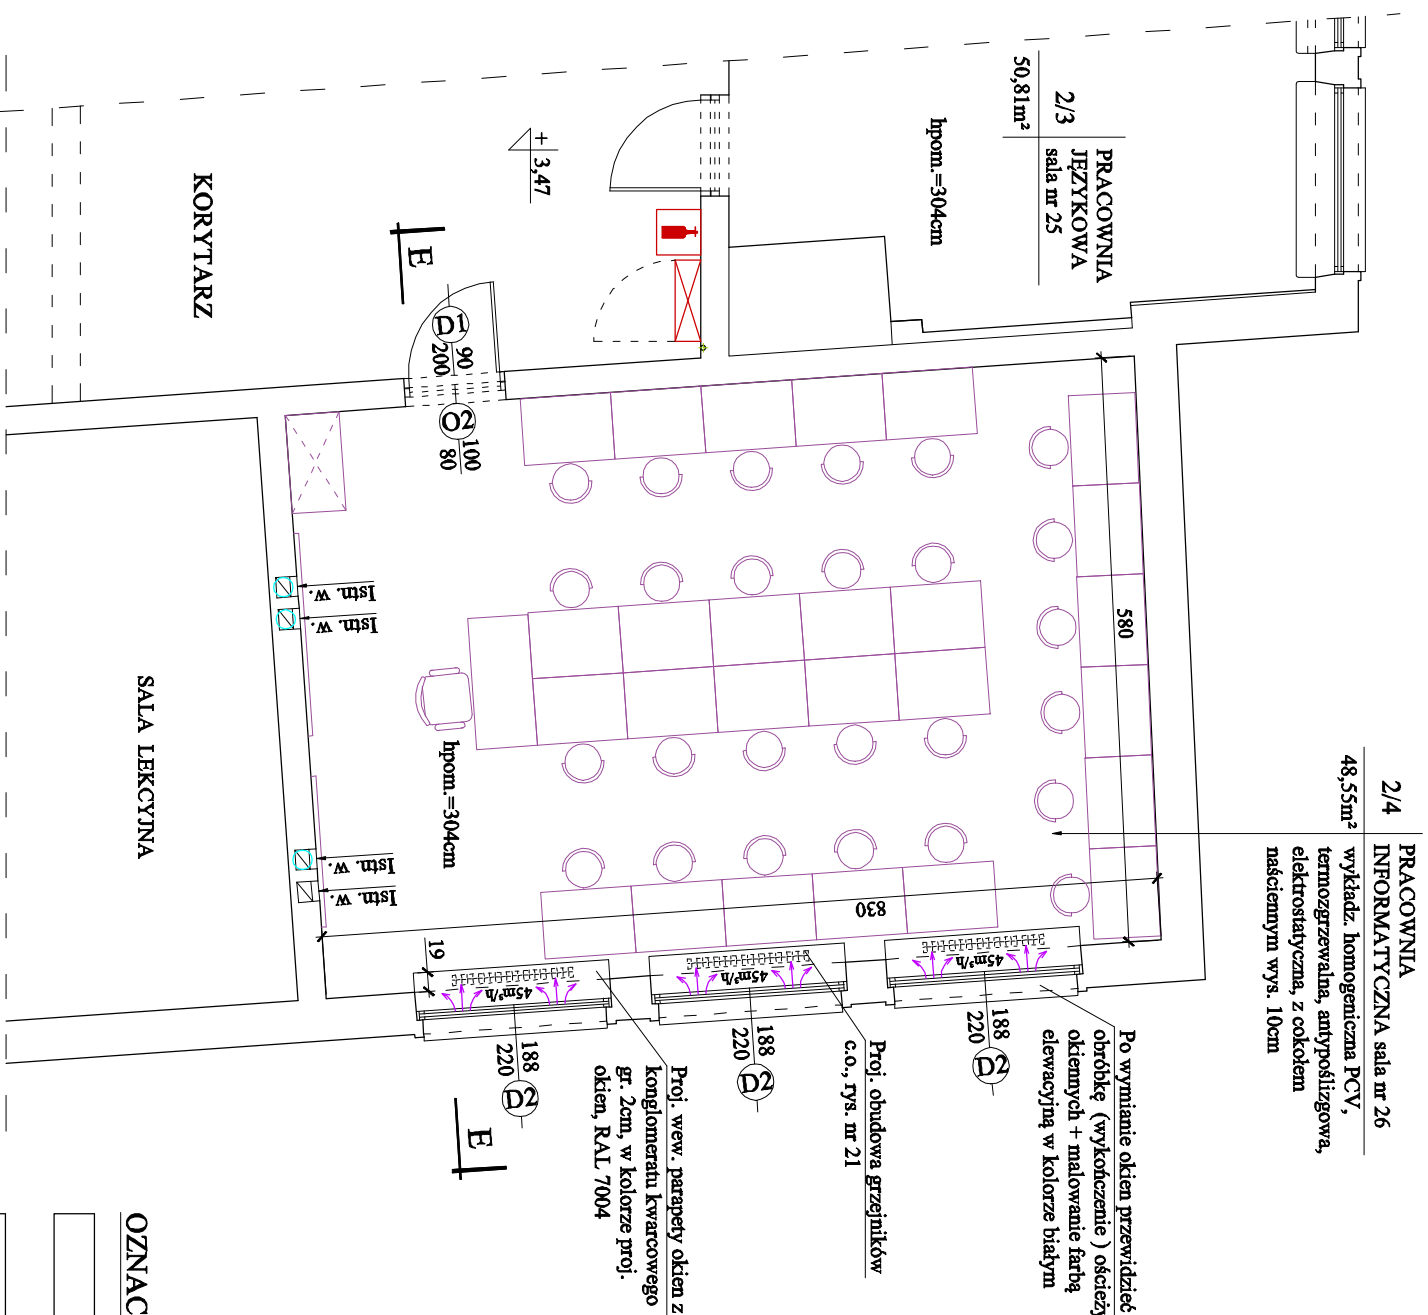 2/3
PRACOWNIA
JĘZYKOWA
50,81m²
sala nr 25
hpom.=304cm
+ 3,47
KORYTARZ
E
D1
90
200
O2
100
80
2/4
PRACOWNIA
INFORMATYCZNA sala nr 26
48,55m²
wykładz. homogeniczna PCV,
termozgrzewalna, antypoślizgowa,
elektrostatyczna, z cokołem
naściennym wys. 10cm
580
830
Istn. w.
Istn. w.
Istn. w.
Istn. w.
hpom.=304cm
SALA LEKCYJNA
19
45m³/h
45m³/h
45m³/h
188
220
D2
188
220
D2
188
220
D2
Po wymianie okien przewidzieć
obróbkę (wykończenie ) oścież
okiennych + malowanie farbą
elewacyjną w kolorze białym
Proj. obudowa grzejników
c.o., rys. nr 21
Proj. wew. parapety okien z
konglomeratu kwarcowego
gr. 2cm, w kolorze proj.
okien, RAL 7004
E
OZNAC